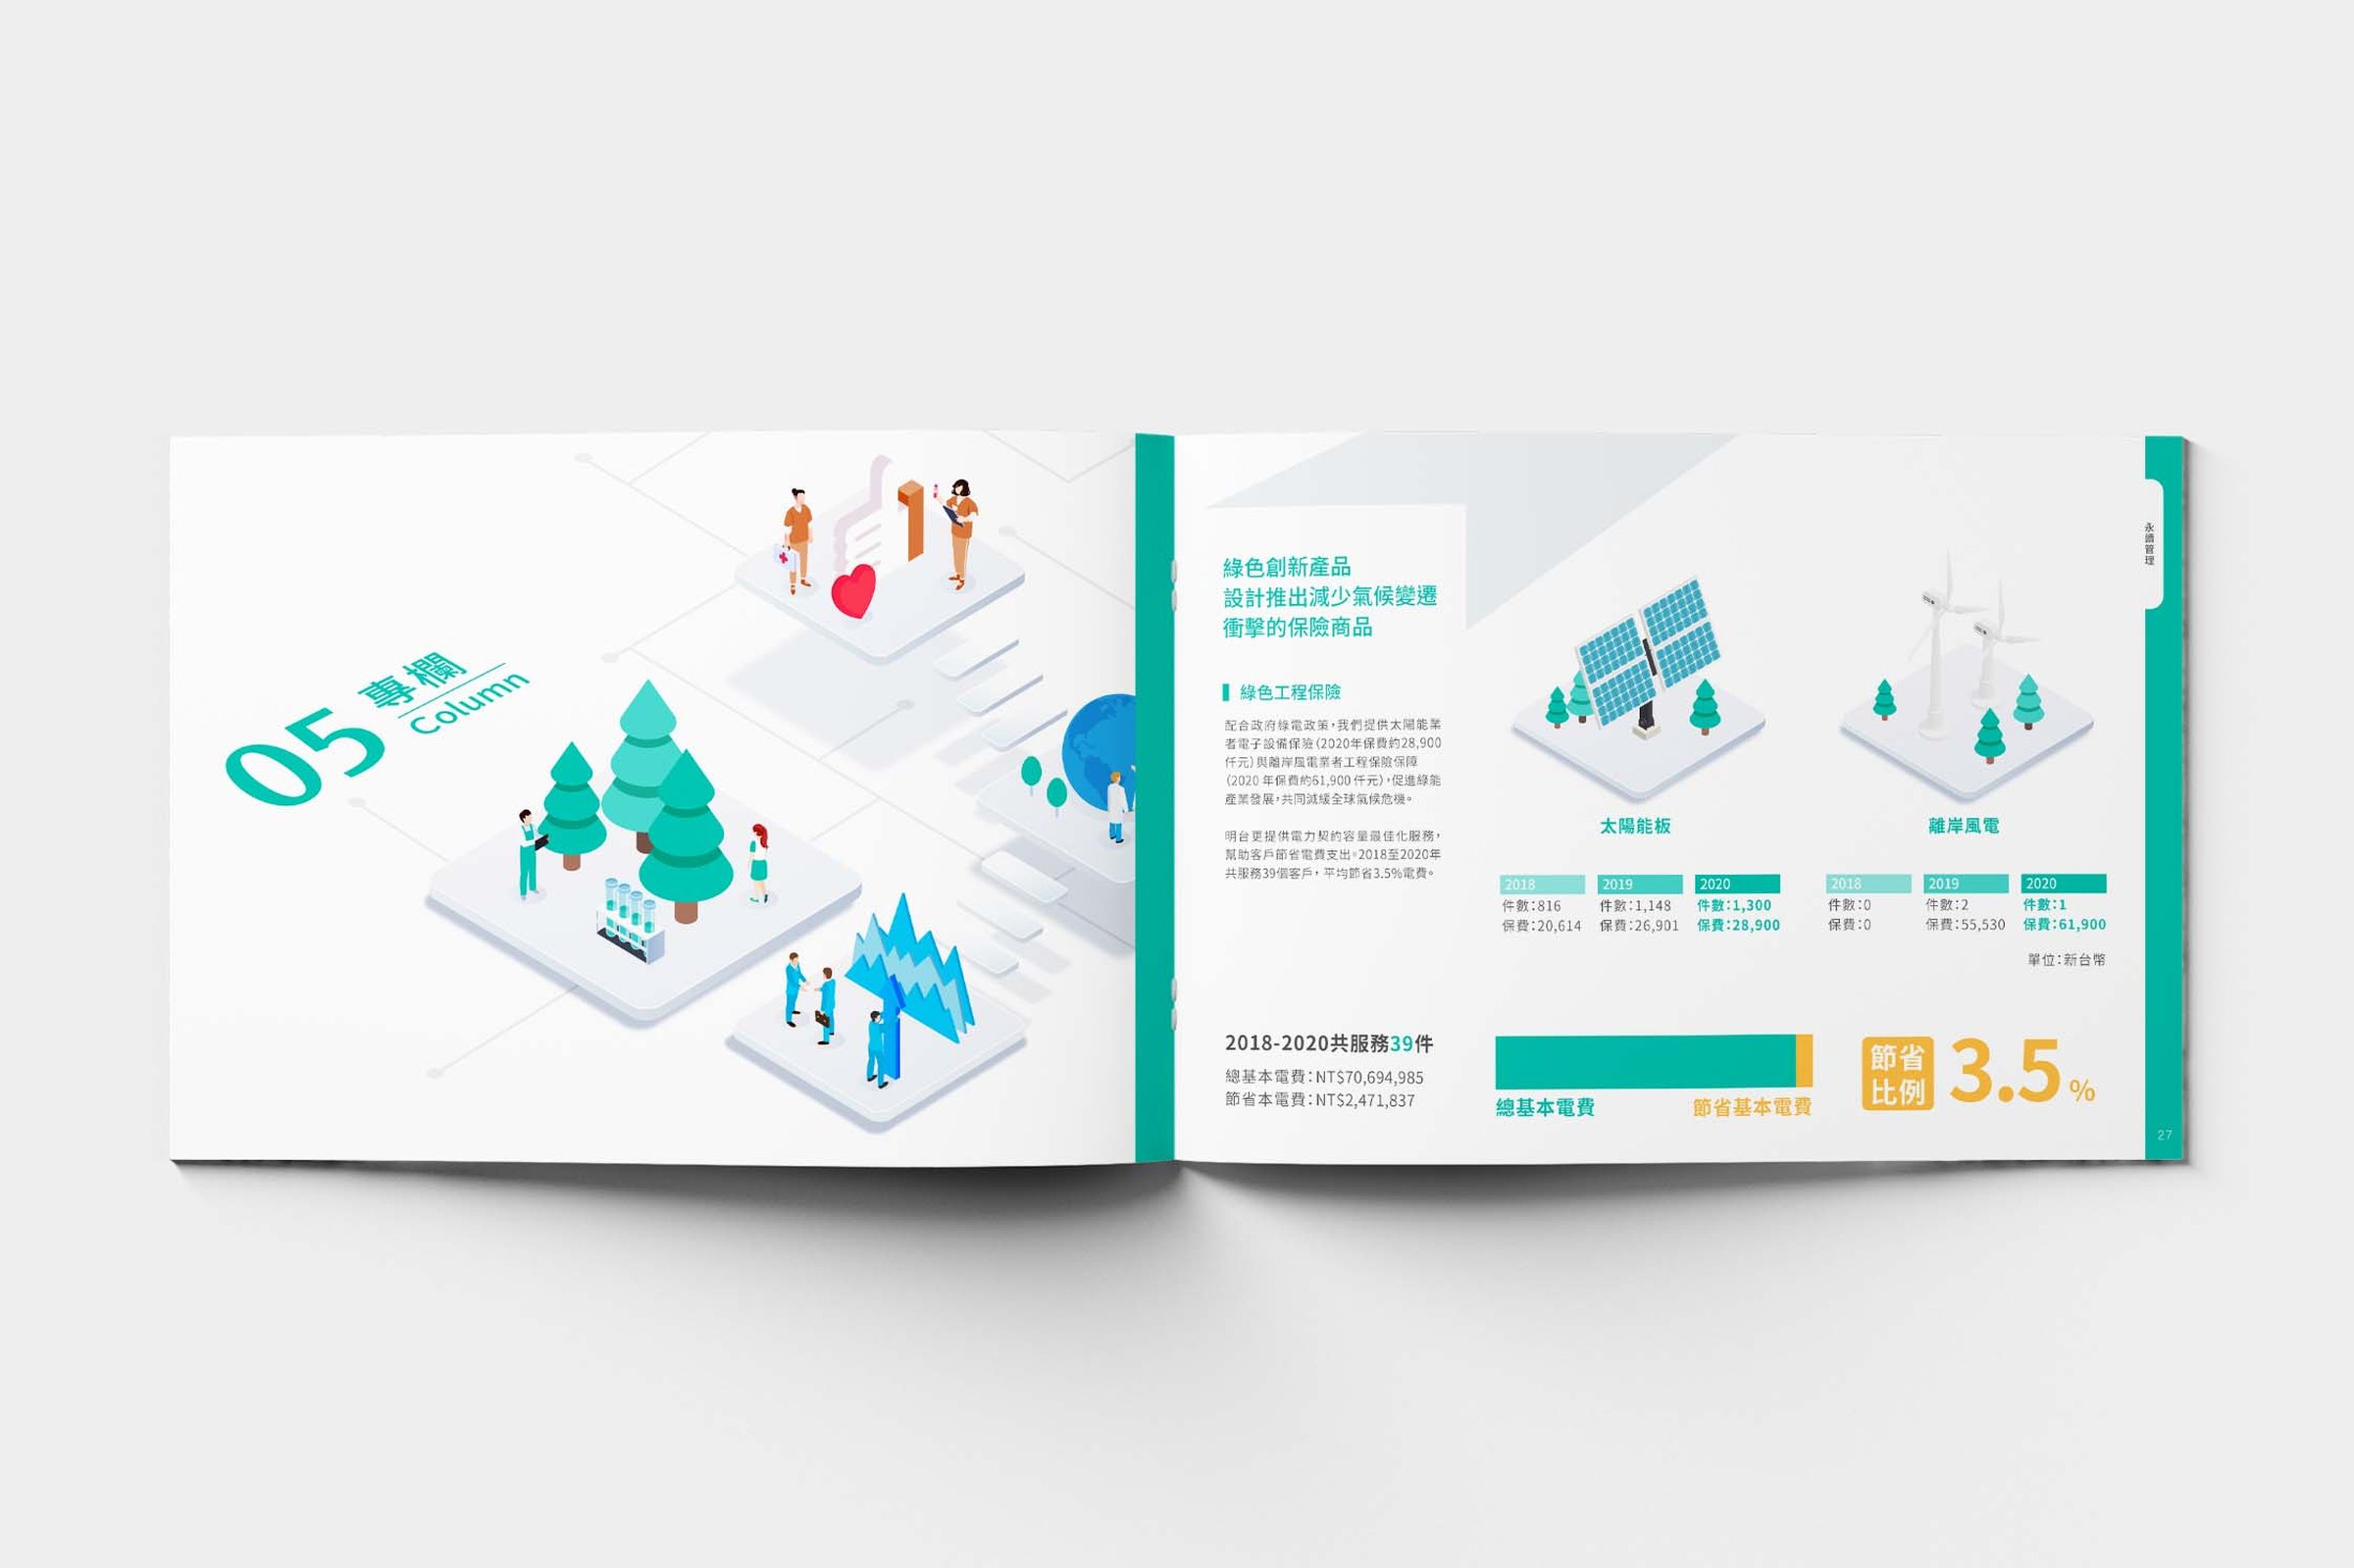 05 專欄
Column
永續管理
綠色創新產品
設計推出減少氣候變遷
衝擊的保險商品
綠色工程保險
配合政府綠電政策，我們提供太陽能業
者電子設備保險（2020年保費約28,900
仟元）與離岸風電業者工程保險保障
（2020 年保費約61,900 仟元），促進綠能
產業發展，共同減緩全球氣候危機。
明台更提供電力契約容量最佳化服務，
幫助客戶節省電費支出。2018至2020年
共服務39個客戶，平均節省3.5%電費。
太陽能板
2018 2019 2020
件數：816 件數：1,148 件數：1,300
保費：20,614 保費：26,901 保費：28,900
離岸風電
2018 2019 2020
件數：0 件數：2 件數：1
保費：0 保費：55,530 保費：61,900
單位：新台幣
2018-2020共服務39件
總基本電費：NT$70,694,985
節省本電費：NT$2,471,837
總基本電費 節省基本電費
節省
比例
3.5%
27